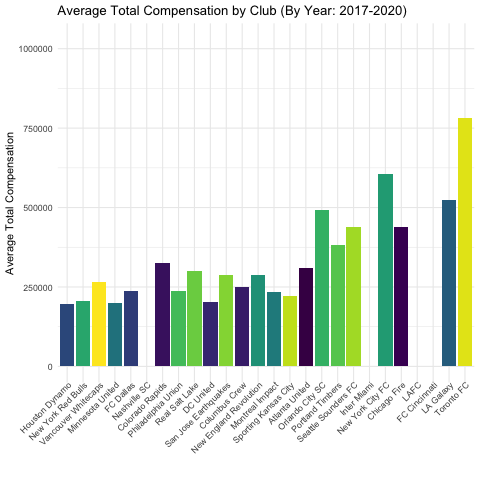 Average Total Compensation by Club (By Year: 2017-2020)
Average Total Compensation
1000000
750000
500000
250000
0
Houston Dynamo
New York Red Bulls
Vancouver Whitecaps
Minnesota United
FC Dallas
Nashville SC
Colorado Rapids
Philadelphia Union
Real Salt Lake
DC United
San Jose Earthquakes
Columbus Crew
New England Revolution
Montreal Impact
Sporting Kansas City
Atlanta United
Orlando City SC
Portland Timbers
Seattle Sounders FC
Inter Miami
New York City FC
Chicago Fire
LAFC
FC Cincinnati
LA Galaxy
Toronto FC